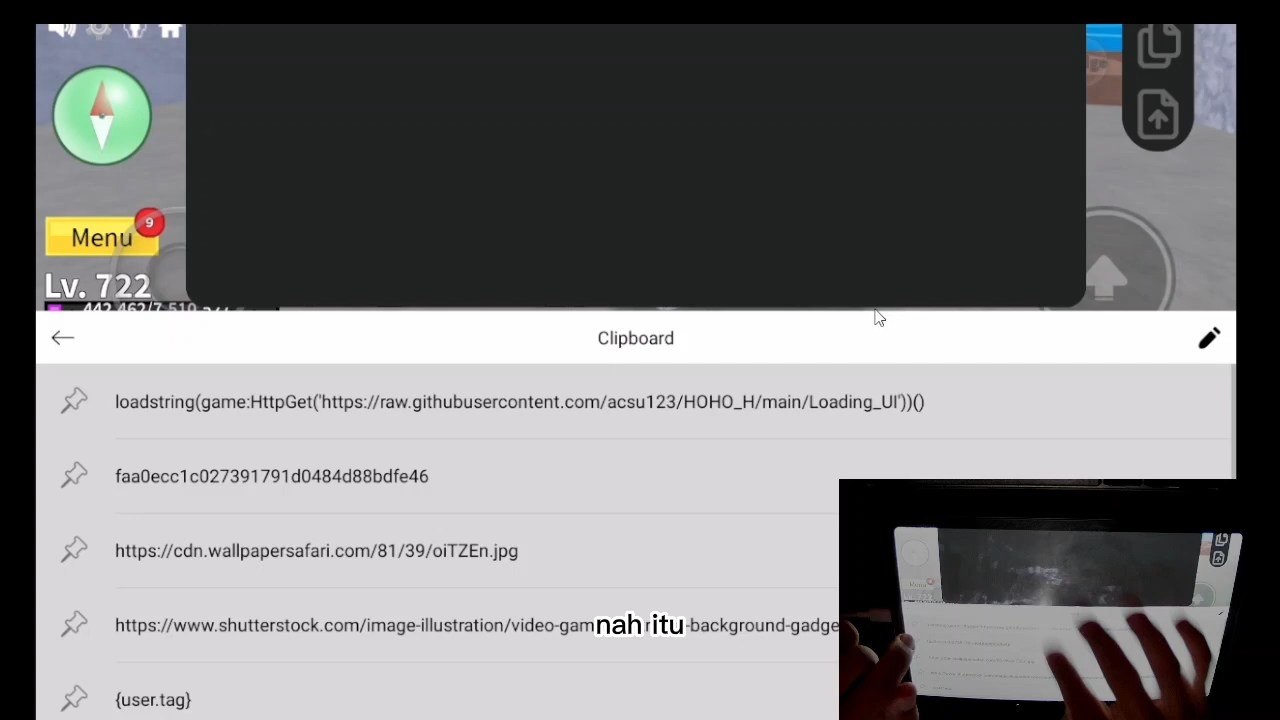 9
Menu
Lv. 722
Clipboard
loadstring(game:HttpGet('https://raw.githubusercontent.com/acsu123/HOHO_H/main/Loading_UI'))()
faa0ecc1c027391791d0484d88bdfe46
https://cdn.wallpapersafari.com/81/39/oiTZEn.jpg
https://www.shutterstock.com/image-illustration/video-gam
-background-gadge
nah itu
{user.tag}